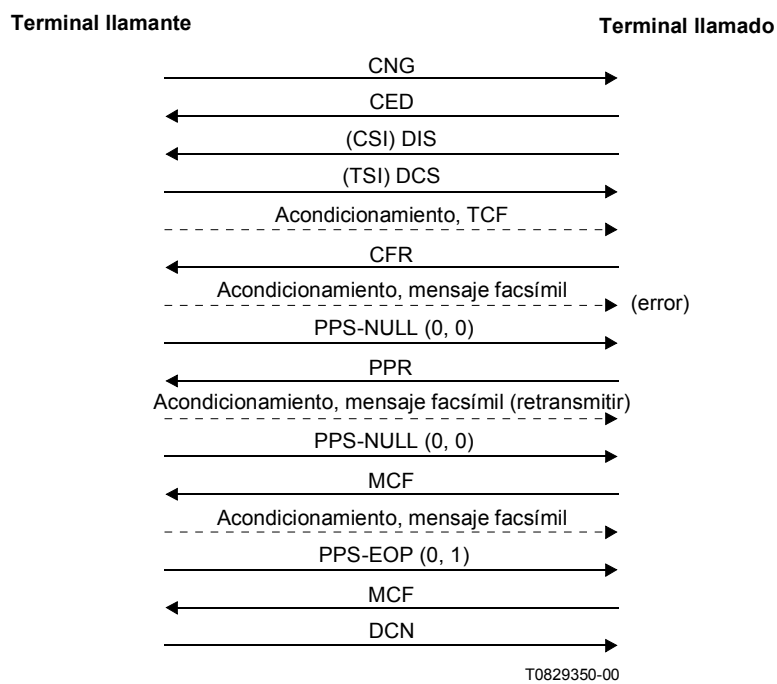 Terminal llamante
Terminal llamado
CNG
CED
(CSI) DIS
(TSI) DCS
Acondicionamiento, TCF
CFR
Acondicionamiento, mensaje facsímil
(error)
PPS-NULL (0, 0)
PPR
Acondicionamiento, mensaje facsímil (retransmitir)
PPS-NULL (0, 0)
MCF
Acondicionamiento, mensaje facsímil
PPS-EOP (0, 1)
MCF
DCN
T0829350-00